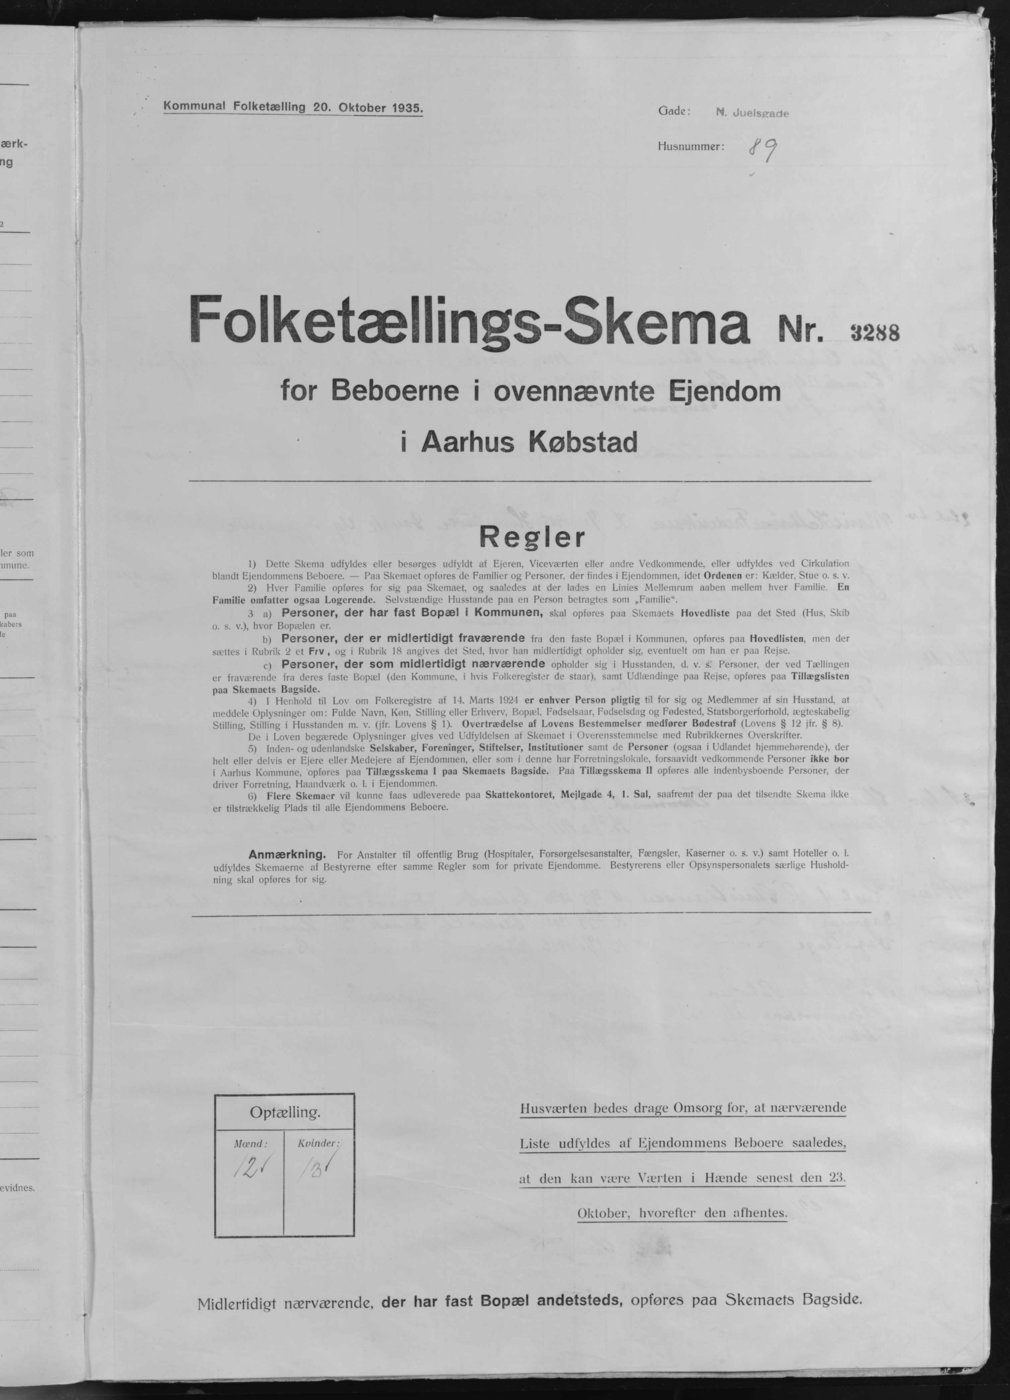 Kommunal Folketælling 20. Oktober 1935.
Gade: N. Juelsgade
Husnummer: 89
Folketællings-Skema Nr. 3288
for Beboerne i ovennævnte Ejendom
i Aarhus Købstad
Regler
1) Dette Skema udfyldes eller besørges udfyldt af Ejeren, Viceværten eller andre Vedkommende, eller udfyldes ved Cirkulation
blandt Ejendommens Beboere. — Paa Skemaet opføres de Familier og Personer, der findes i Ejendommen, idet Ordenen er: Kælder, Stue o. s. v.
2) Hver Familie opføres for sig paa Skemaet, og saaledes at der lades en Linies Mellemrum aaben mellem hver Familie. En
Familie omfatter ogsaa Logerende. Selvstændige Husstande paa en Person betragtes som „Familie“.
3 a) Personer, der har fast Bopæl i Kommunen, skal opføres paa Skemaets Hovedliste paa det Sted (Hus, Skib
o. s. v.), hvor Bopælen er.
b) Personer, der er midlertidigt fraværende fra den faste Bopæl i Kommunen, opføres paa Hovedlisten, men der
sættes i Rubrik 2 et Frv , og i Rubrik 18 angives det Sted, hvor han midlertidigt opholder sig, eventuelt om han er paa Rejse.
c) Personer, der som midlertidigt nærværende opholder sig i Husstanden, d. v. s. Personer, der ved Tællingen
er fraværende fra deres faste Bopæl (den Kommune, i hvis Folkeregister de staar), samt Udlændinge paa Rejse, opføres paa Tillægslisten
paa Skemaets Bagside.
4) I Henhold til Lov om Folkeregistre af 14. Marts 1924 er enhver Person pligtig til for sig og Medlemmer af sin Husstand, at
meddele Oplysninger om: Fulde Navn, Køn, Stilling eller Erhverv, Bopæl, Fødselsaar, Fødselsdag og Fødested, Statsborgerforhold, ægteskabelig
Stilling, Stilling i Husstanden m. v. (jfr. Lovens § 1). Overtrædelse af Lovens Bestemmelser medfører Bødestraf (Lovens § 12 jfr. § 8).
De i Loven begærede Oplysninger gives ved Udfyldelsen af Skemaet i Overensstemmelse med Rubrikkernes Overskrifter.
5) Inden- og udenlandske Selskaber, Foreninger, Stiftelser, Institutioner samt de Personer (ogsaa i Udlandet hjemmehørende), der
helt eller delvis er Ejere eller Medejere af Ejendommen, eller som i denne har Forretningslokale, forsaavidt vedkommende Personer ikke bor
i Aarhus Kommune, opføres paa Tillægsskema I paa Skemaets Bagside. Paa Tillægsskema II opføres alle indenbysboende Personer, der
driver Forretning, Haandværk o. l. i Ejendommen.
6) Flere Skemaer vil kunne faas udleverede paa Skattekontoret, Mejlgade 4, 1. Sal, saafremt der paa det tilsendte Skema ikke
er tilstrækkelig Plads til alle Ejendommens Beboere.
Anmærkning. For Anstalter til offentlig Brug (Hospitaler, Forsørgelsesanstalter, Fængsler, Kaserner o. s. v.) samt Hoteller o. l.
udfyldes Skemaerne af Bestyrerne efter samme Regler som for private Ejendomme. Bestyrerens eller Opsynspersonalets særlige Hushold-
ning skal opføres for sig.
Optælling.
Mænd: Kvinder:
12 13
Husværten bedes drage Omsorg for, at nærværende
Liste udfyldes af Ejendommens Beboere saaledes,
at den kan være Værten i Hænde senest den 23.
Oktober, hvorefter den afhentes.
Midlertidigt nærværende, der har fast Bopæl andetsteds, opføres paa Skemaets Bagside.